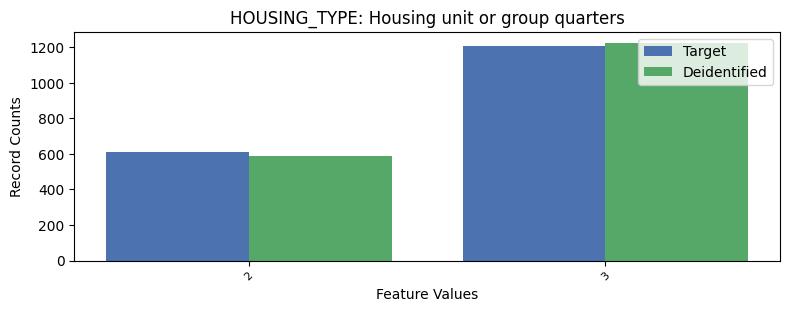 HOUSING_TYPE: Housing unit or group quarters
Target
Deidentified
Record Counts
1200
1000
800
600
400
200
0
2
3
Feature Values